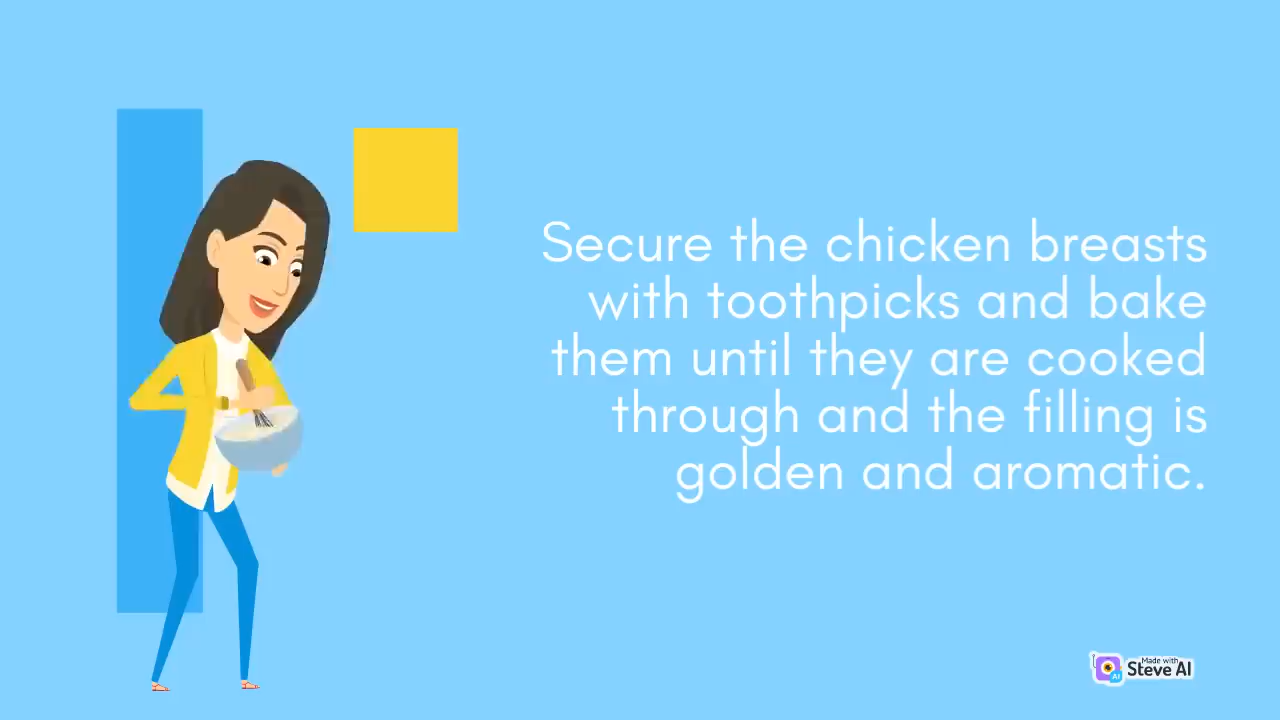 Secure the chicken breasts
with toothpicks and bake
them until they are cooked
through and the filling is
golden and aromatic.
Made with
Steve AI
AI